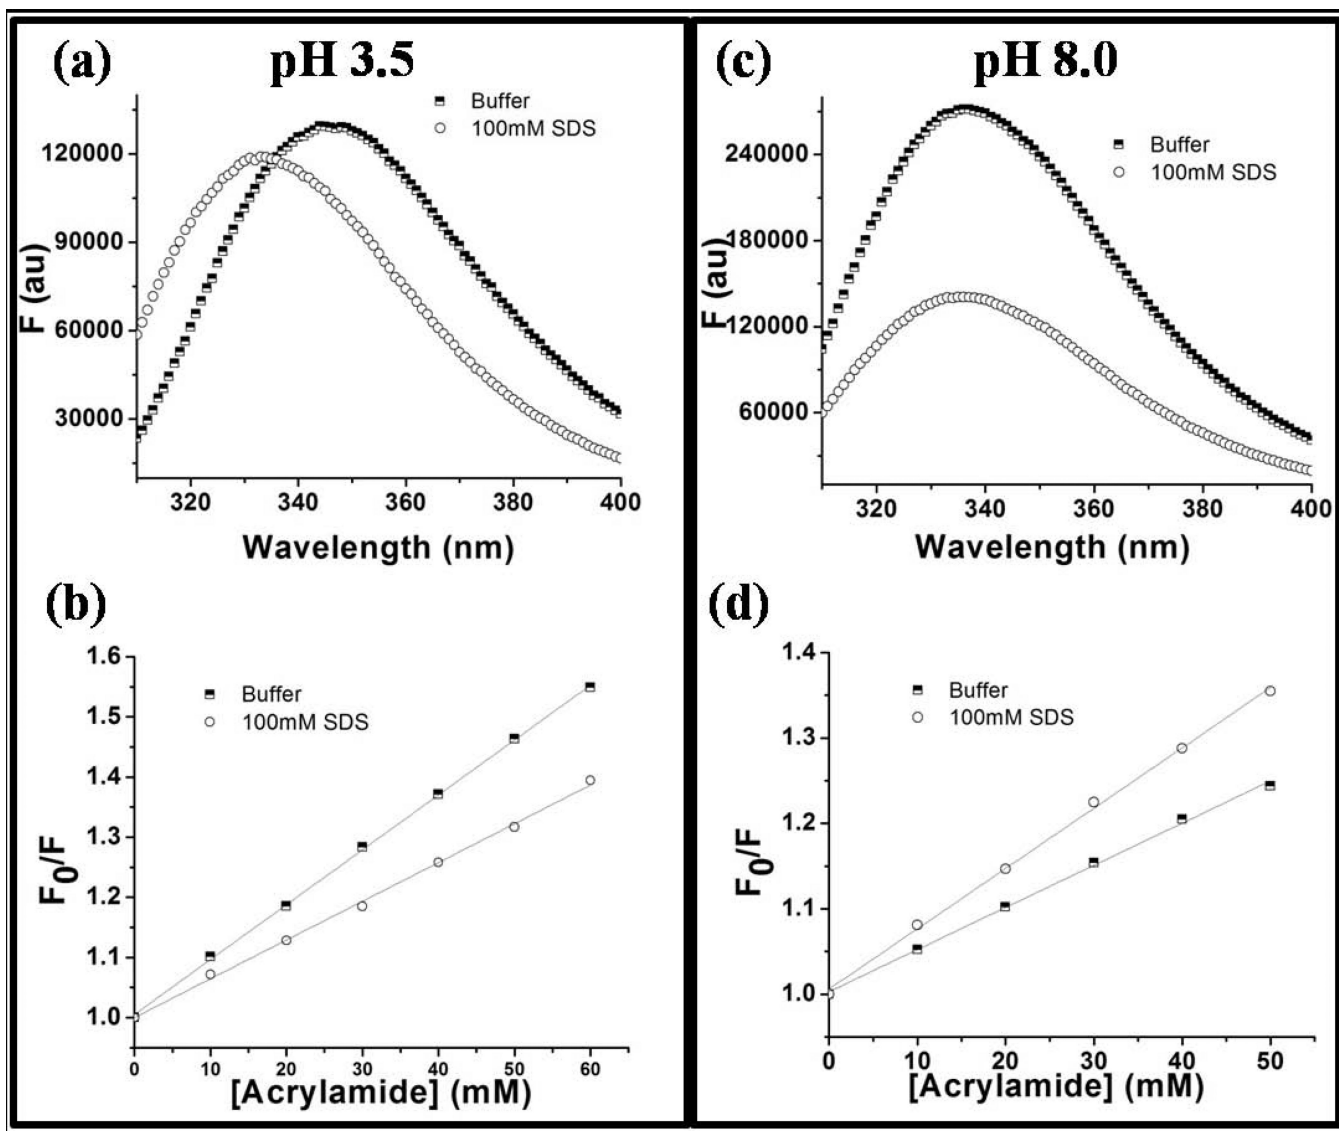 (a) pH 3.5
Buffer
100mM SDS
120000
90000
60000
30000
F (au)
320 340 360 380 400
Wavelength (nm)
(b)
1.6
1.5
1.4
1.3
1.2
1.1
1.0
F0/F
Buffer
100mM SDS
0 10 20 30 40 50 60
[Acrylamide] (mM)
(c) pH 8.0
Buffer
100mM SDS
240000
180000
120000
60000
F (au)
320 340 360 380 400
Wavelength (nm)
(d)
1.4
1.3
1.2
1.1
1.0
F0/F
Buffer
100mM SDS
0 10 20 30 40 50
[Acrylamide] (mM)